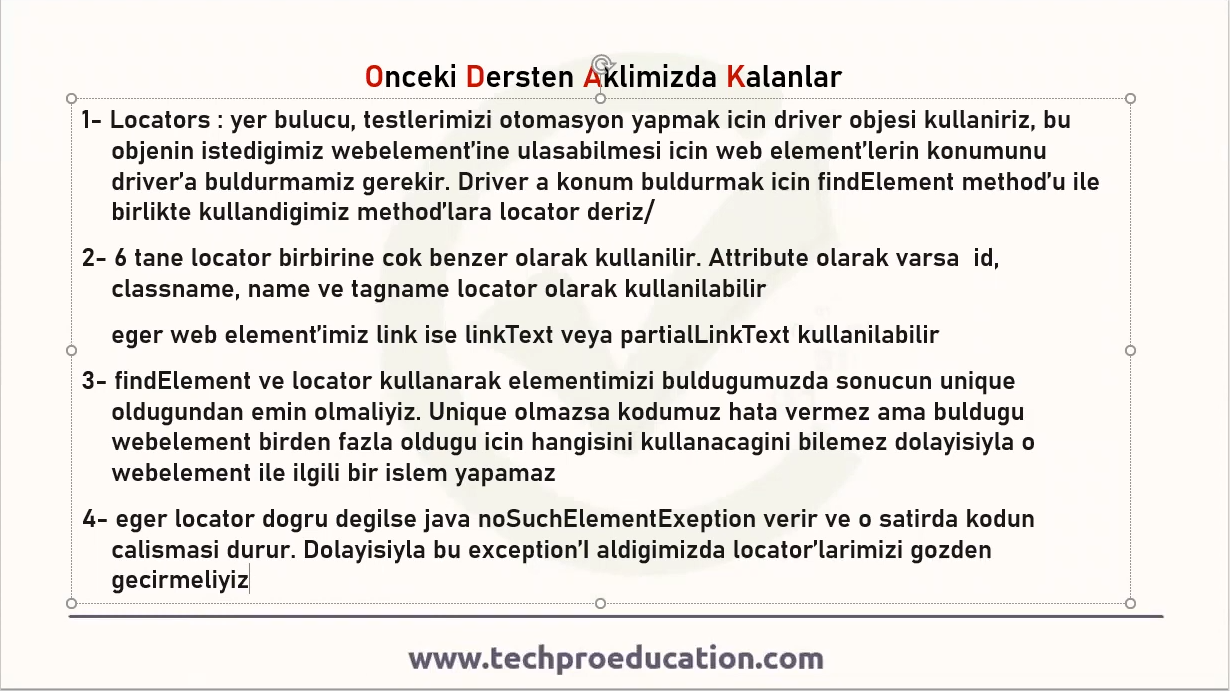 Onceki Dersten Aklimizda Kalanlar
1- Locators : yer bulucu, testlerimizi otomasyon yapmak icin driver objesi kullaniriz, bu
objenin istedigimiz webelement'ine ulasabilmesi icin web element'lerin konumunu
driver'a buldurmamiz gerekir. Driver a konum buldurmak icin findElement method'u ile
birlikte kullandigimiz method'lara locator deriz/
2- 6 tane locator birbirine cok benzer olarak kullanilir. Attribute olarak varsa  id,
classname, name ve tagname locator olarak kullanilabilir
eger web element'imiz link ise linkText veya partialLinkText kullanilabilir
3- findElement ve locator kullanarak elementimizi buldugumuzda sonucun unique
oldugundan emin olmaliyiz. Unique olmazsa kodumuz hata vermez ama buldugu
webelement birden fazla oldugu icin hangisini kullanacagini bilemez dolayisiyla o
webelement ile ilgili bir islem yapamaz
4- eger locator dogru degilse java noSuchElementExeption verir ve o satirda kodun
calismasi durur. Dolayisiyla bu exception'I aldigimizda locator'larimizi gozden
gecirmeliyiz
www.techproeducation.com